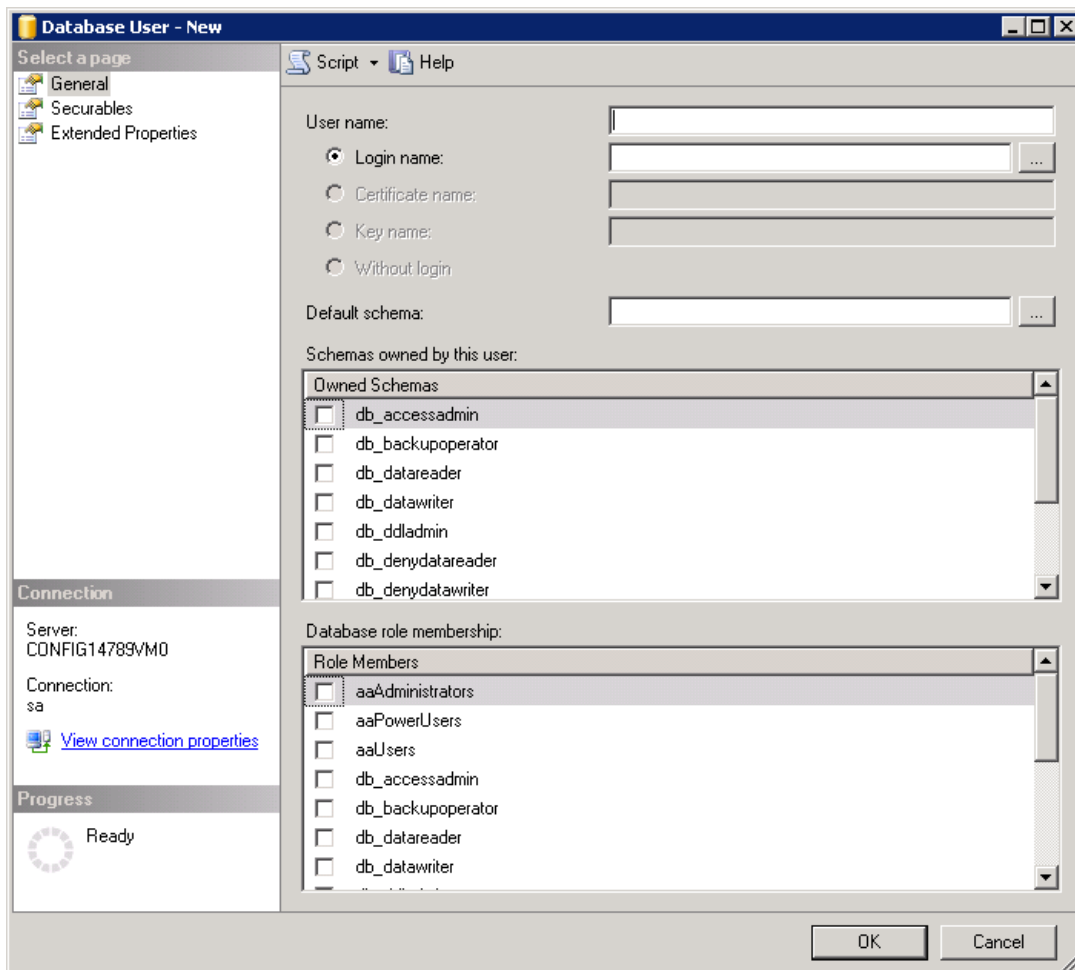 Database User - New
Select a page
General
Securables
Extended Properties
Script Help
User name:
Login name:
...
Certificate name:
Key name:
Without login
Default schema:
...
Schemas owned by this user:
Owned Schemas
db_accessadmin
db_backupoperator
db_datareader
db_datawriter
db_ddladmin
db_denydatareader
db_denydatawriter
Database role membership:
Role Members
aaAdministrators
aaPowerUsers
aaUsers
db_accessadmin
db_backupoperator
db_datareader
db_datawriter
Connection
Server:
CONFIG14789VM0
Connection:
sa
View connection properties
Progress
Ready
OK
Cancel